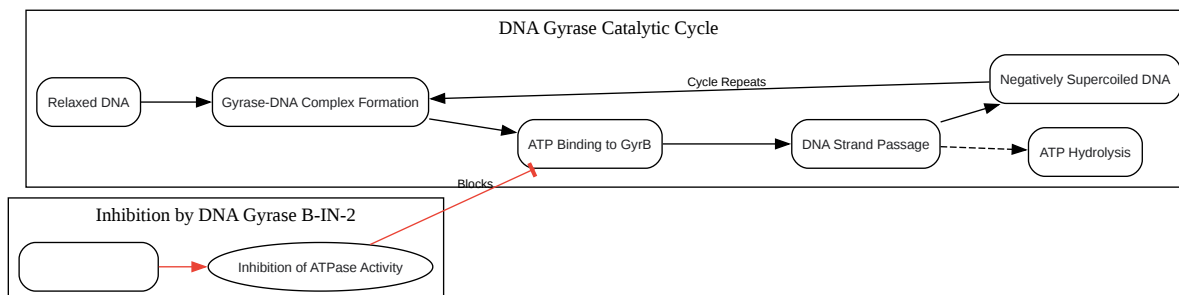 DNA Gyrase Catalytic Cycle
Relaxed DNA
Gyrase-DNA Complex Formation
Cycle Repeats
Negatively Supercoiled DNA
ATP Binding to GyrB
DNA Strand Passage
ATP Hydrolysis
Blocks
Inhibition by DNA Gyrase B-IN-2
Inhibition of ATPase Activity